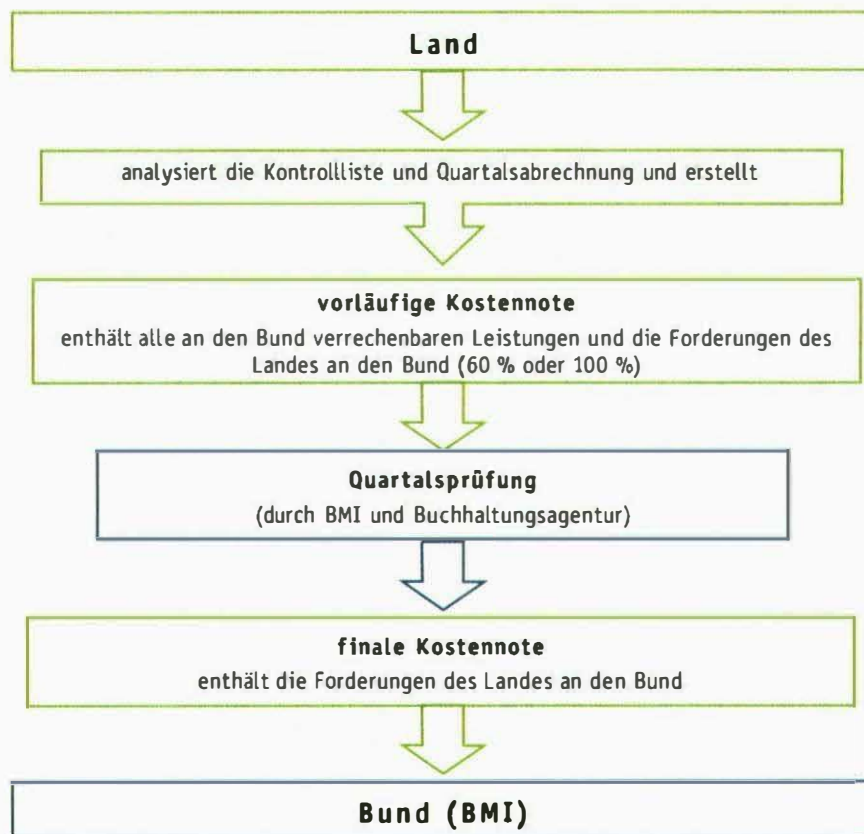 Land
analysiert die Kontrollliste und Quartalsabrechnung und erstellt
vorläufige Kostennote
enthält alle an den Bund verrechenbaren Leistungen und die Forderungen des
Landes an den Bund (60 % oder 100 %)
Quartalsprüfung
(durch BMI und Buchhaltungsagentur)
finale Kostennote
enthält die Forderungen des Landes an den Bund
Bund (BMI)